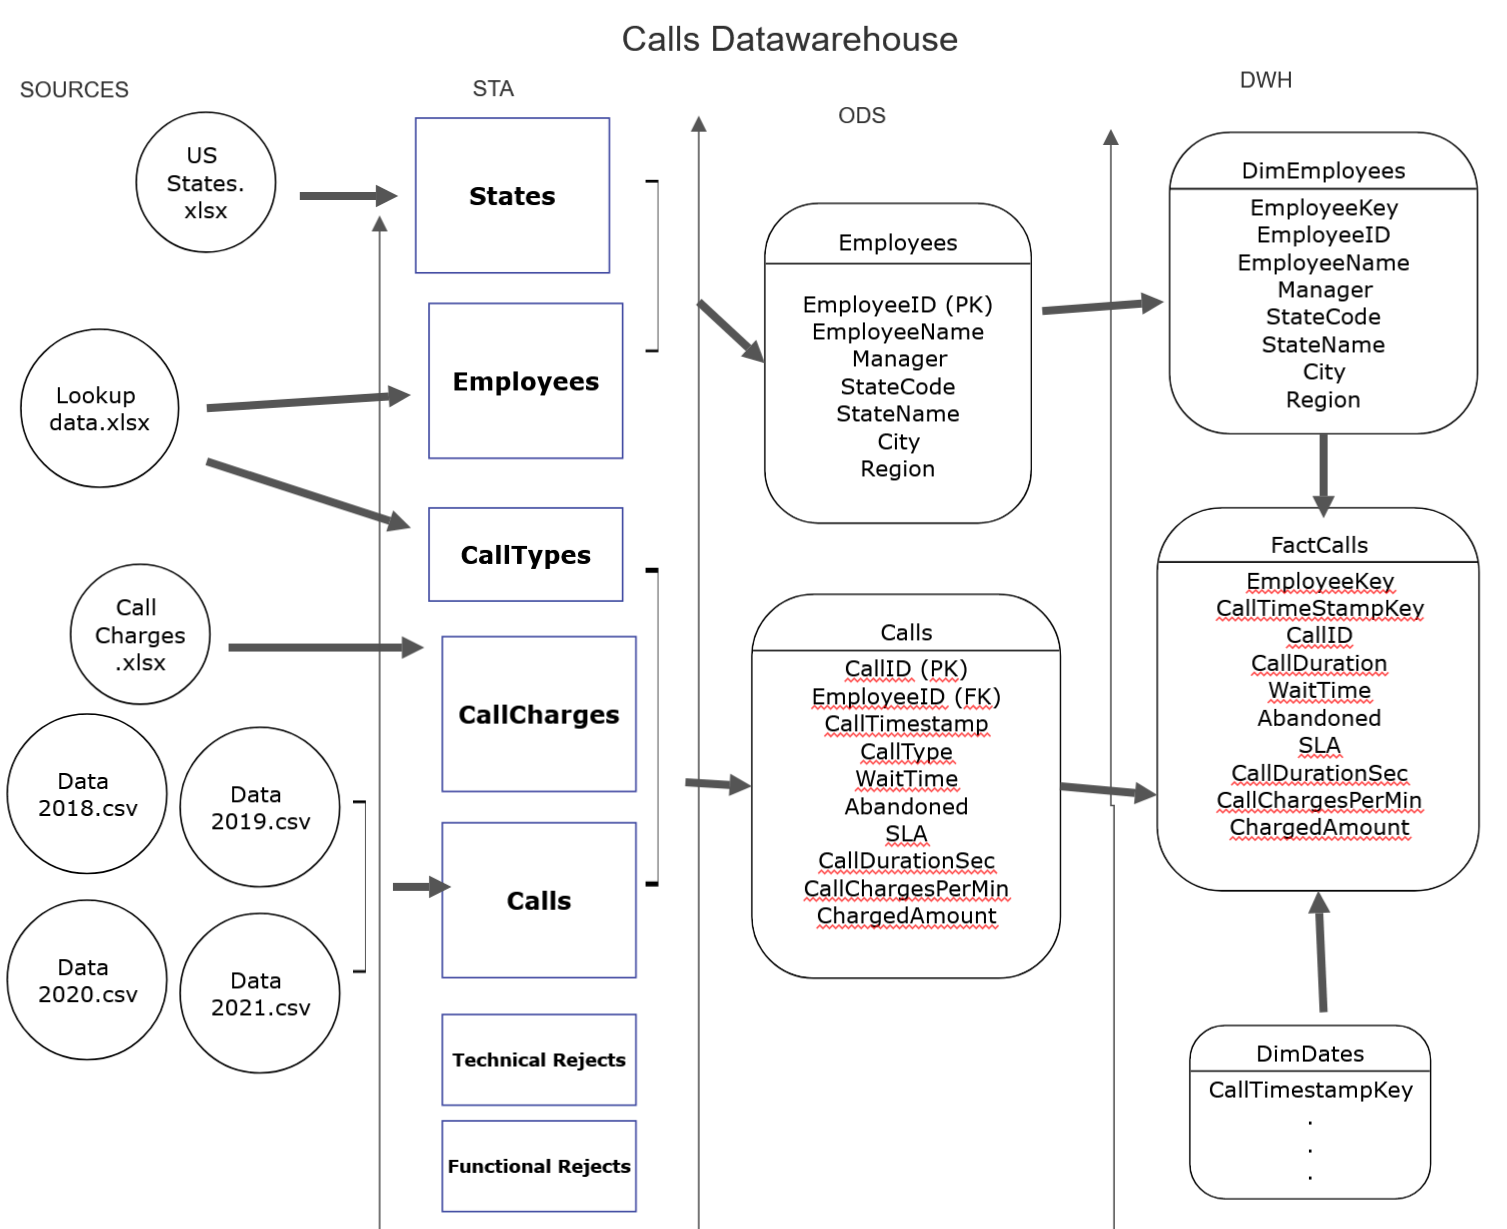 Calls Datawarehouse
SOURCES
STA
ODS
DWH
US
States.
xlsx
Lookup
data.xlsx
Call
Charges
.xlsx
Data
2018.csv
Data
2019.csv
Data
2020.csv
Data
2021.csv
States
Employees
CallTypes
CallCharges
Calls
Technical Rejects
Functional Rejects
Employees
EmployeeID (PK)
EmployeeName
Manager
StateCode
StateName
City
Region
Calls
CallID (PK)
EmployeeID (FK)
CallTimestamp
CallType
WaitTime
Abandoned
SLA
CallDurationSec
CallChargesPerMin
ChargedAmount
DimEmployees
EmployeeKey
EmployeeID
EmployeeName
Manager
StateCode
StateName
City
Region
FactCalls
EmployeeKey
CallTimeStampKey
CallID
CallDuration
WaitTime
Abandoned
SLA
CallDurationSec
CallChargesPerMin
ChargedAmount
DimDates
CallTimestampKey
.
.
.